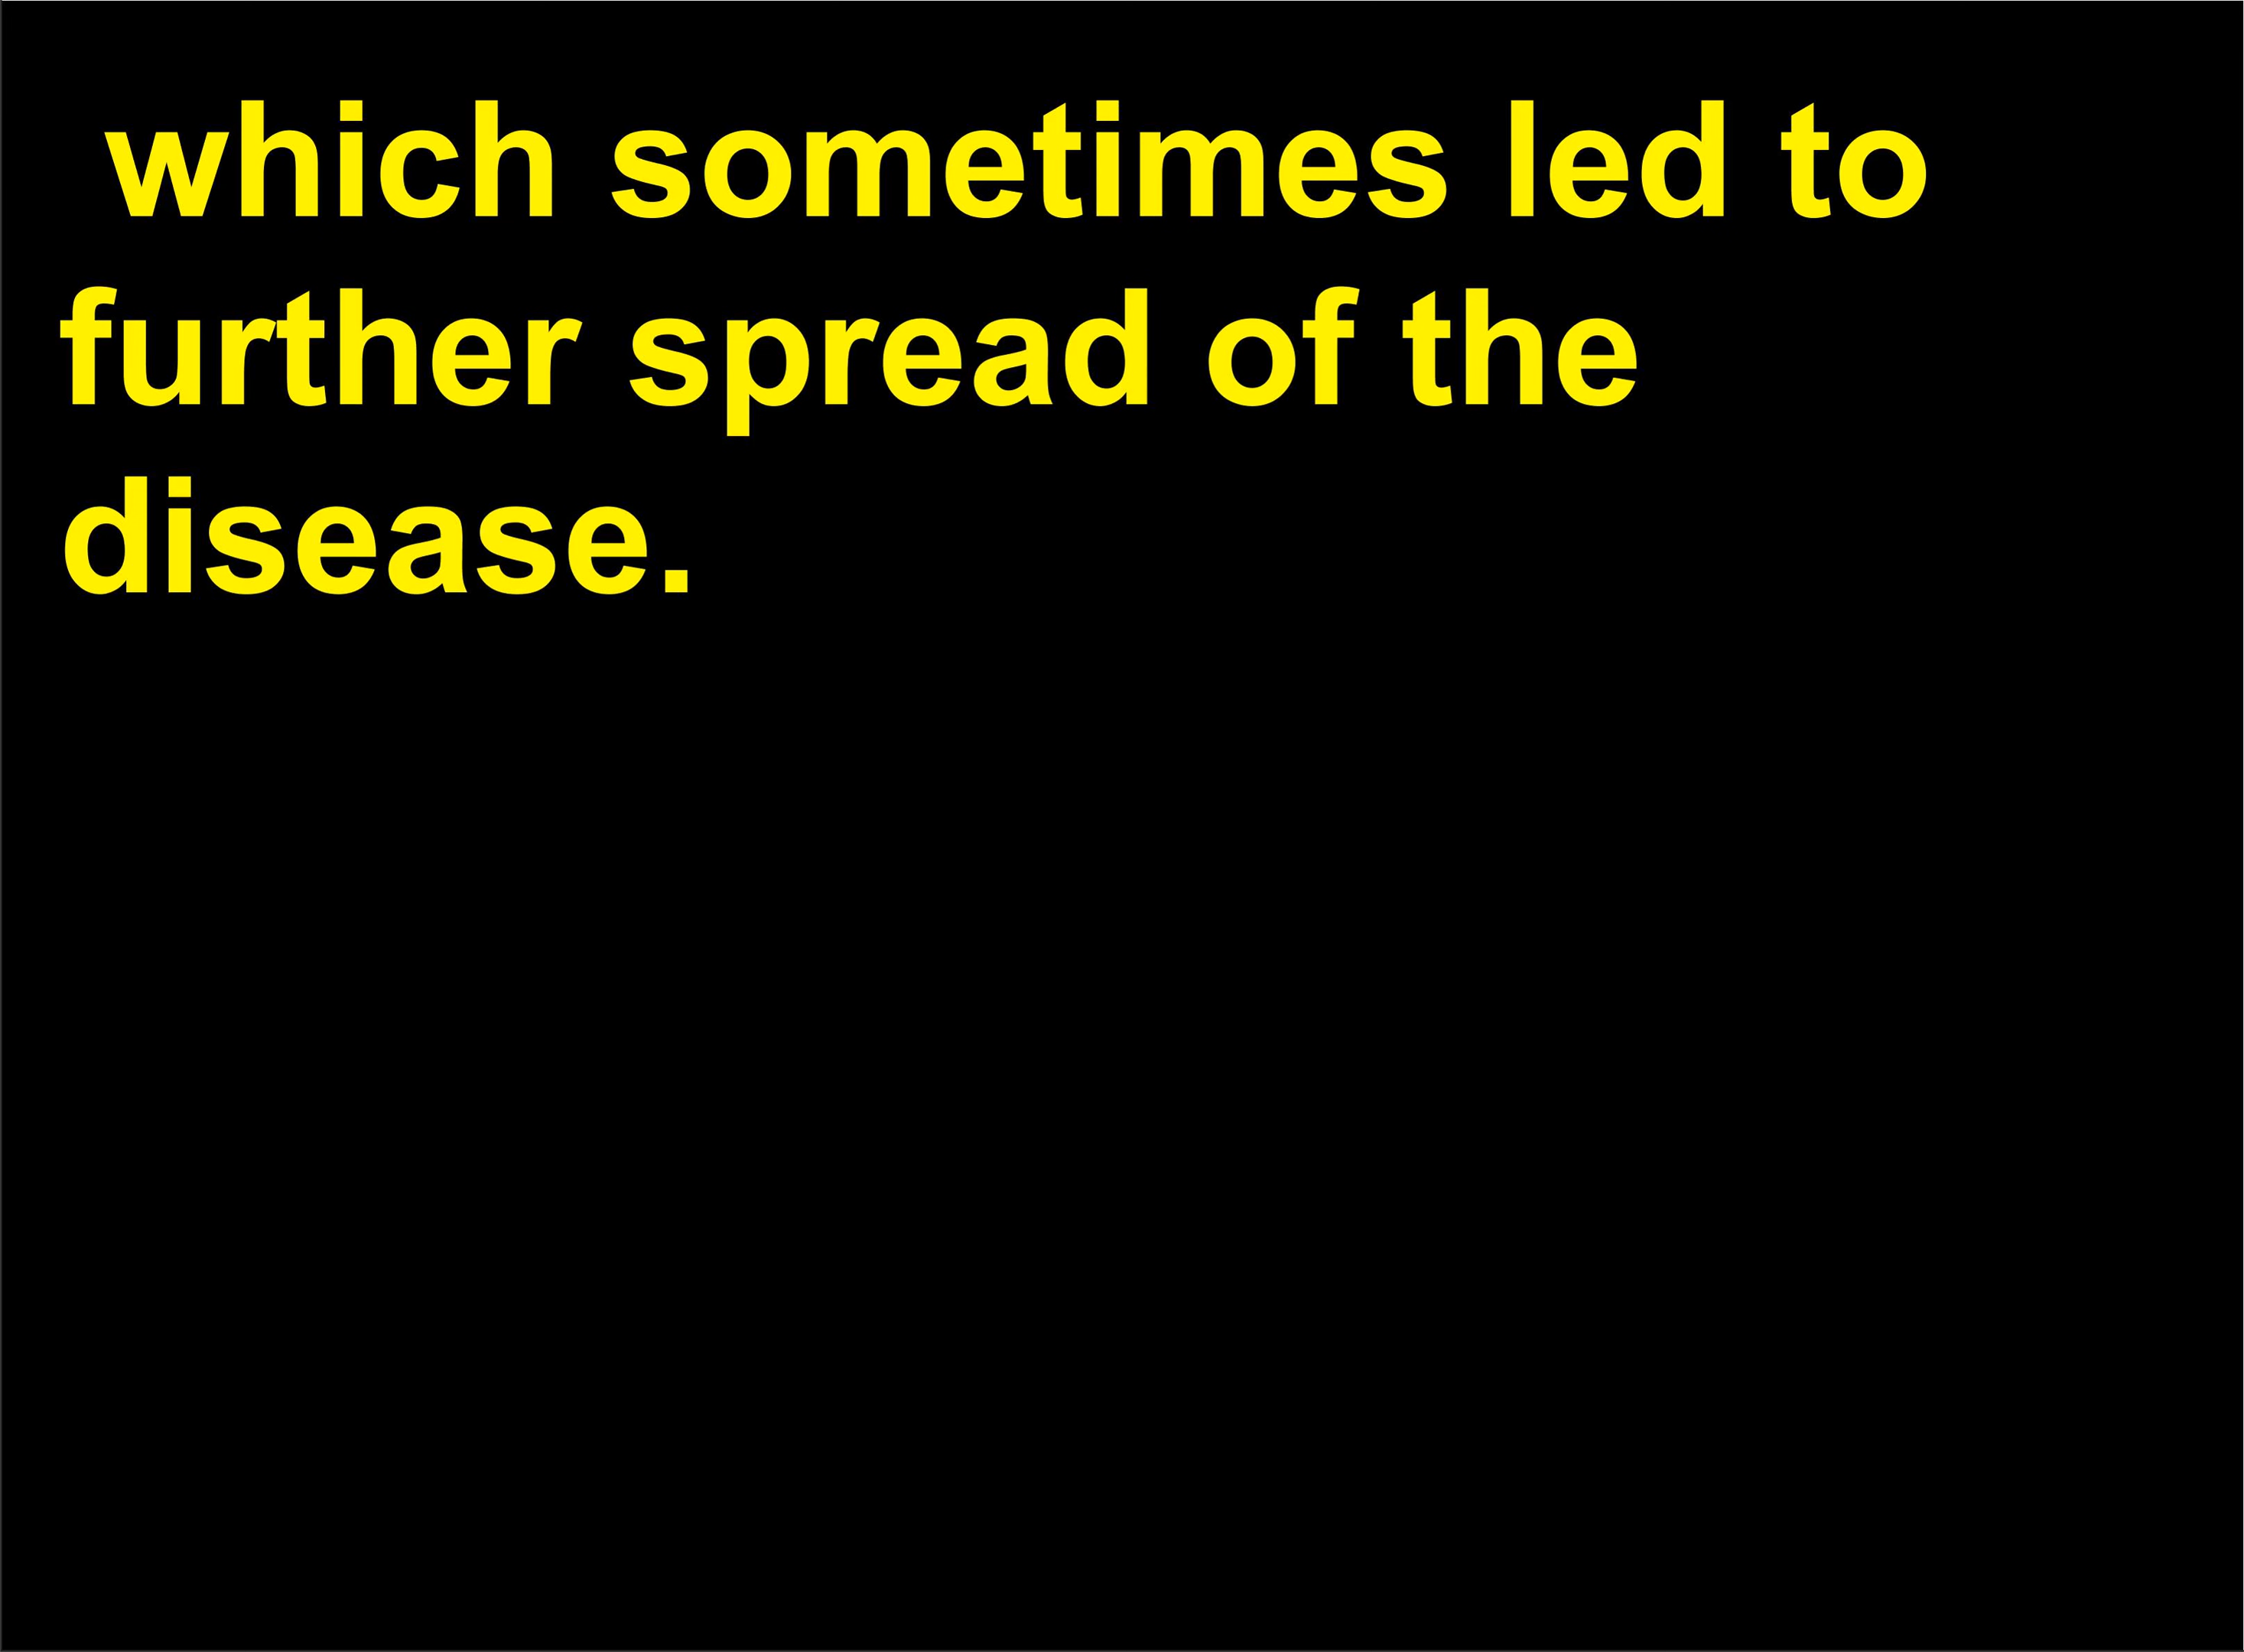 which sometimes led to
further spread of the
disease.